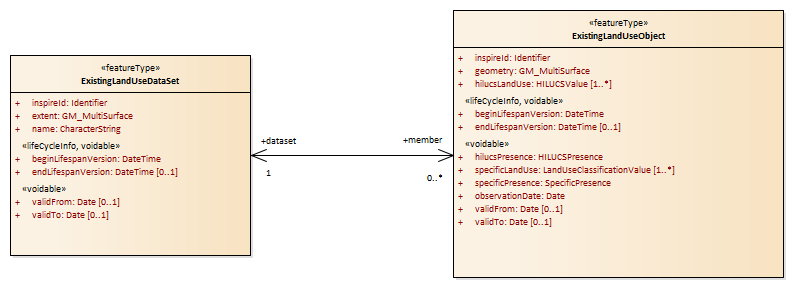 «featureType»
ExistingLandUseDataSet
+ inspireId: Identifier
+ extent: GM_MultiSurface
+ name: CharacterString
«lifeCycleInfo, voidable»
+ beginLifespanVersion: DateTime
+ endLifespanVersion: DateTime [0..1]
«voidable»
+ validFrom: Date [0..1]
+ validTo: Date [0..1]
+dataset
1
+member
0..*
«featureType»
ExistingLandUseObject
+ inspireId: Identifier
+ geometry: GM_MultiSurface
+ hilucsLandUse: HILUCSValue [1..*]
«lifeCycleInfo, voidable»
+ beginLifespanVersion: DateTime
+ endLifespanVersion: DateTime [0..1]
«voidable»
+ hilucsPresence: HILUCSPresence
+ specificLandUse: LandUseClassificationValue [1..*]
+ specificPresence: SpecificPresence
+ observationDate: Date
+ validFrom: Date [0..1]
+ validTo: Date [0..1]